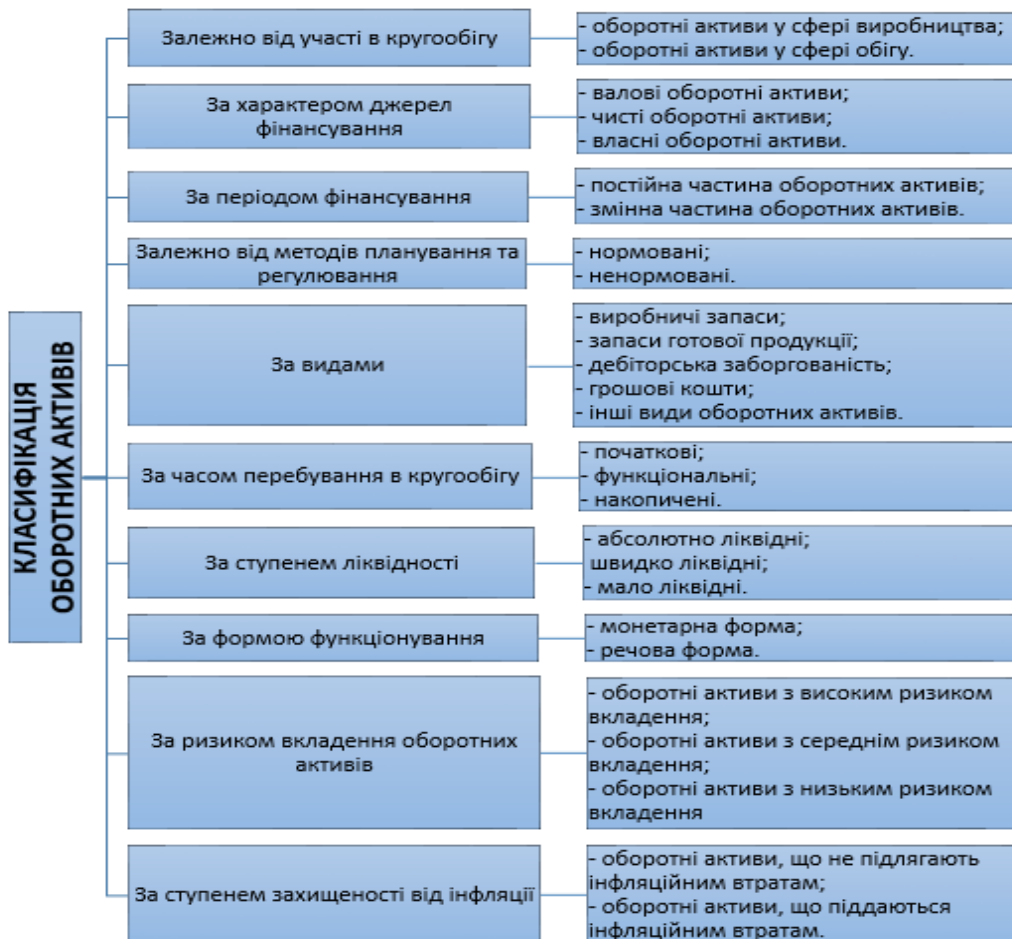 КЛАСИФІКАЦІЯ
ОБОРОТНИХ АКТИВІВ
Залежно від участі в кругообігу
- оборотні активи у сфері виробництва;
- оборотні активи у сфері обігу.
За характером джерел
фінансування
- валові оборотні активи;
- чисті оборотні активи;
- власні оборотні активи.
За періодом фінансування
- постійна частина оборотних активів;
- змінна частина оборотних активів.
Залежно від методів планування та
регулювання
- нормовані;
- ненормовані.
За видами
- виробничі запаси;
- запаси готової продукції;
- дебіторська заборгованість;
- грошові кошти;
- інші види оборотних активів.
За часом перебування в кругообігу
- початкові;
- функціональні;
- накопичені.
За ступенем ліквідності
- абсолютно ліквідні;
швидко ліквідні;
- мало ліквідні.
За формою функціонування
- монетарна форма;
- речова форма.
За ризиком вкладення оборотних
активів
- оборотні активи з високим ризиком
вкладення;
- оборотні активи з середнім ризиком
вкладення;
- оборотні активи з низьким ризиком
вкладення
За ступенем захищеності від інфляції
- оборотні активи, що не підлягають
інфляційним втратам;
- оборотні активи, що піддаються
інфляційним втратам.